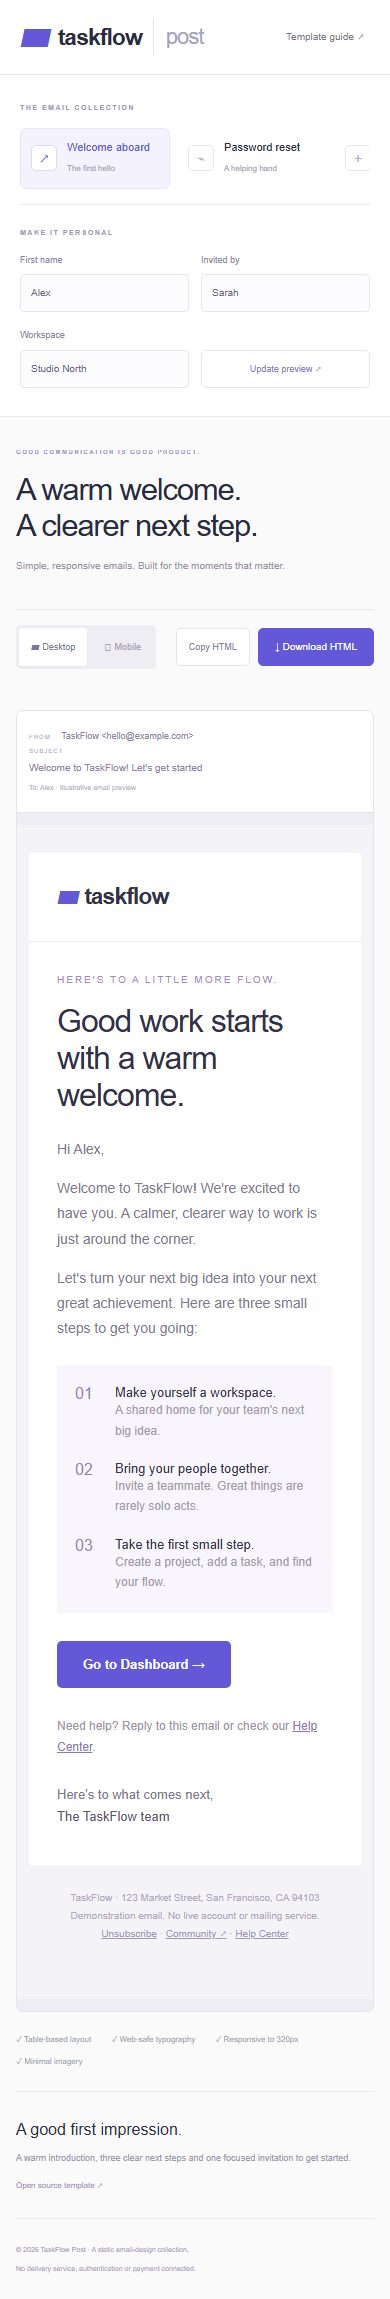 taskflow post
Template guide ↗
THE EMAIL COLLECTION
↗ Welcome aboard
The first hello
Password reset
A helping hand
+
MAKE IT PERSONAL
First name
Invited by
Alex
Sarah
Workspace
Studio North
Update preview ↗
GOOD COMMUNICATION IS GOOD PRODUCT.
A warm welcome.
A clearer next step.
Simple, responsive emails. Built for the moments that matter.
Desktop
Mobile
Copy HTML
↓ Download HTML
FROM TaskFlow <hello@example.com>
SUBJECT
Welcome to TaskFlow! Let's get started
To: Alex · Illustrative email preview
taskflow
HERE'S TO A LITTLE MORE FLOW.
Good work starts
with a warm
welcome.
Hi Alex,
Welcome to TaskFlow! We're excited to
have you. A calmer, clearer way to work is
just around the corner.
Let's turn your next big idea into your next
great achievement. Here are three small
steps to get you going:
01 Make yourself a workspace.
A shared home for your team's next
big idea.
02 Bring your people together.
Invite a teammate. Great things are
rarely solo acts.
03 Take the first small step.
Create a project, add a task, and find
your flow.
Go to Dashboard →
Need help? Reply to this email or check our Help
Center.
Here's to what comes next,
The TaskFlow team
TaskFlow · 123 Market Street, San Francisco, CA 94103
Demonstration email. No live account or mailing service.
Unsubscribe · Community ↗ · Help Center
✓ Table-based layout ✓ Web-safe typography ✓ Responsive to 320px
✓ Minimal imagery
A good first impression.
A warm introduction, three clear next steps and one focused invitation to get started.
Open source template ↗
© 2026 TaskFlow Post · A static email-design collection.
No delivery service, authentication or payment connected.